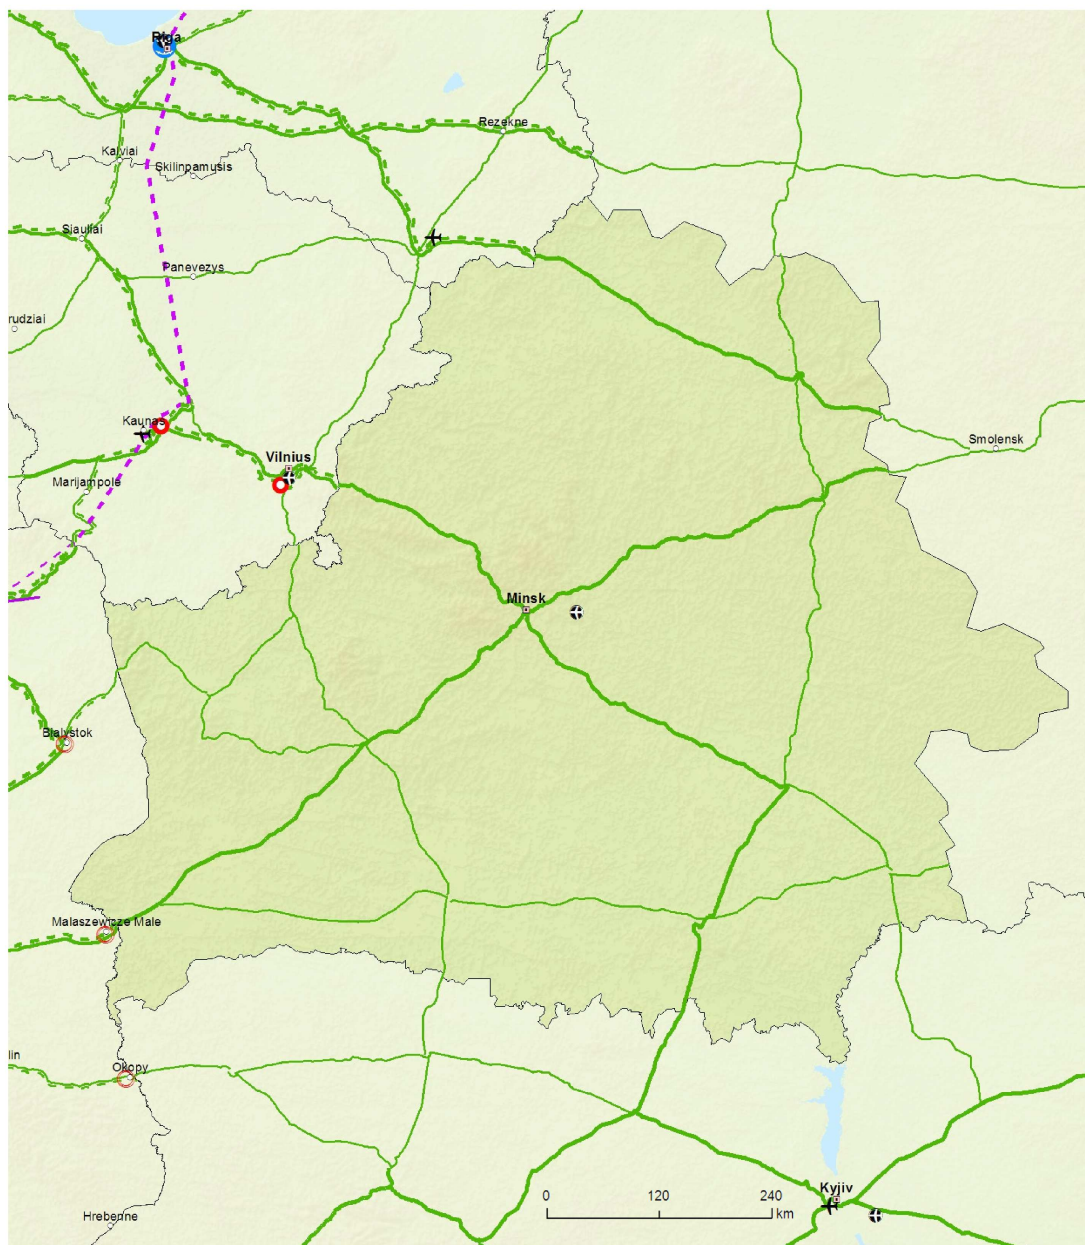 Riga
Rezekne
Kalviai
Skilinpamusis
Siauliai
Panevezys
rudziai
Kaunas
Smolensk
Vilnius
Marijampole
Minsk
Bialystok
Malaszewicze Male
lin
Okopy
Kyjiv
0 120 240
km
Hrebenne